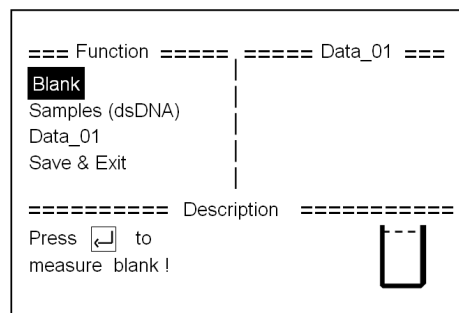 === Function ===== ===== Data_01 ===
Blank
Samples (dsDNA)
Data_01
Save & Exit
========== Description ==========
Press ↵ to
measure blank !